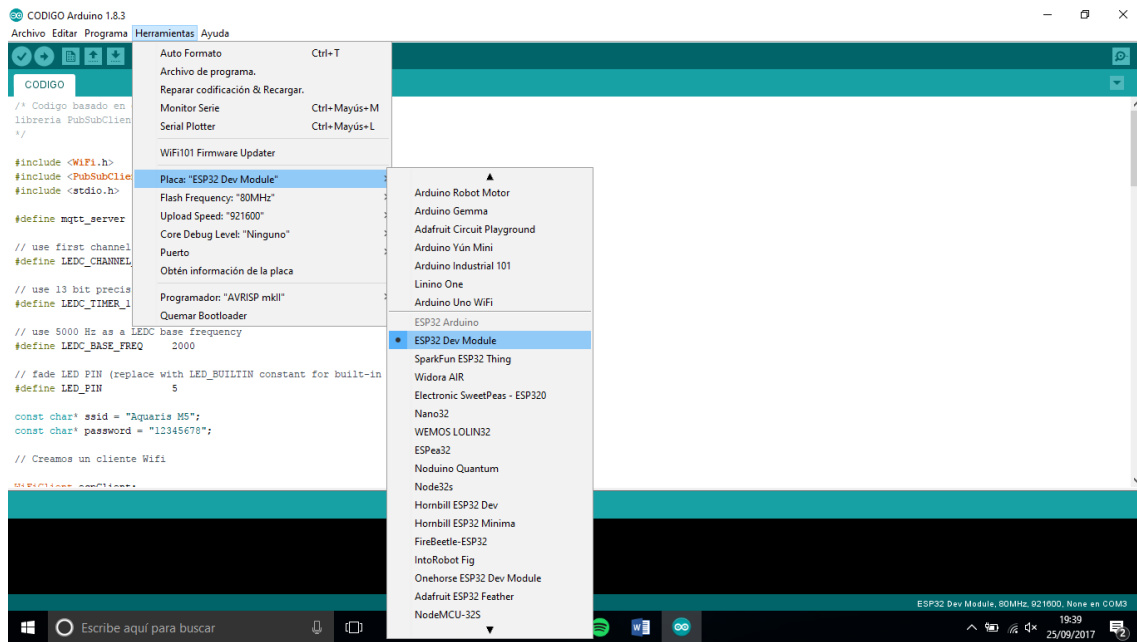 CODIGO Arduino 1.8.3
Archivo Editar Programa Herramientas Ayuda
CODIGO
Auto Formato Ctrl+T
Archivo de programa.
Reparar codificación & Recargar.
Monitor Serie Ctrl+Mayús+M
Serial Plotter Ctrl+Mayús+L
WiFi101 Firmware Updater
Placa: "ESP32 Dev Module"
Flash Frequency: "80MHz"
Upload Speed: "921600"
Core Debug Level: "Ninguno"
Puerto
Obtén información de la placa
Programador: "AVRISP mkII"
Quemar Bootloader
Arduino Robot Motor
Arduino Gemma
Adafruit Circuit Playground
Arduino Yún Mini
Arduino Industrial 101
Linino One
Arduino Uno WiFi
ESP32 Arduino
ESP32 Dev Module
SparkFun ESP32 Thing
Widora AIR
Electronic SweetPeas - ESP320
Nano32
WEMOS LOLIN32
ESPea32
Noduino Quantum
Node32s
Hornbill ESP32 Dev
Hornbill ESP32 Minima
FireBeetle-ESP32
IntoRobot Fig
Onehorse ESP32 Dev Module
Adafruit ESP32 Feather
NodeMCU-32S
/* Codigo basado en
libreria PubSubClien
*/
#include <WiFi.h>
#include <PubSubClie
#include <stdio.h>
#define mqtt_server
// use first channel
#define LEDC_CHANNEL_
// use 13 bit precis
#define LEDC_TIMER_1
// use 5000 Hz as a LEDC base frequency
#define LEDC_BASE_FREQ 2000
// fade LED PIN (replace with LED_BUILTIN constant for built-in
#define LED_PIN 5
const char* ssid = "Aquaris M5";
const char* password = "12345678";
// Creamos un cliente Wifi
ESP32 Dev Module, 80MHz, 921600, None en COM3
Escribe aquí para buscar
19:39
25/09/2017
2